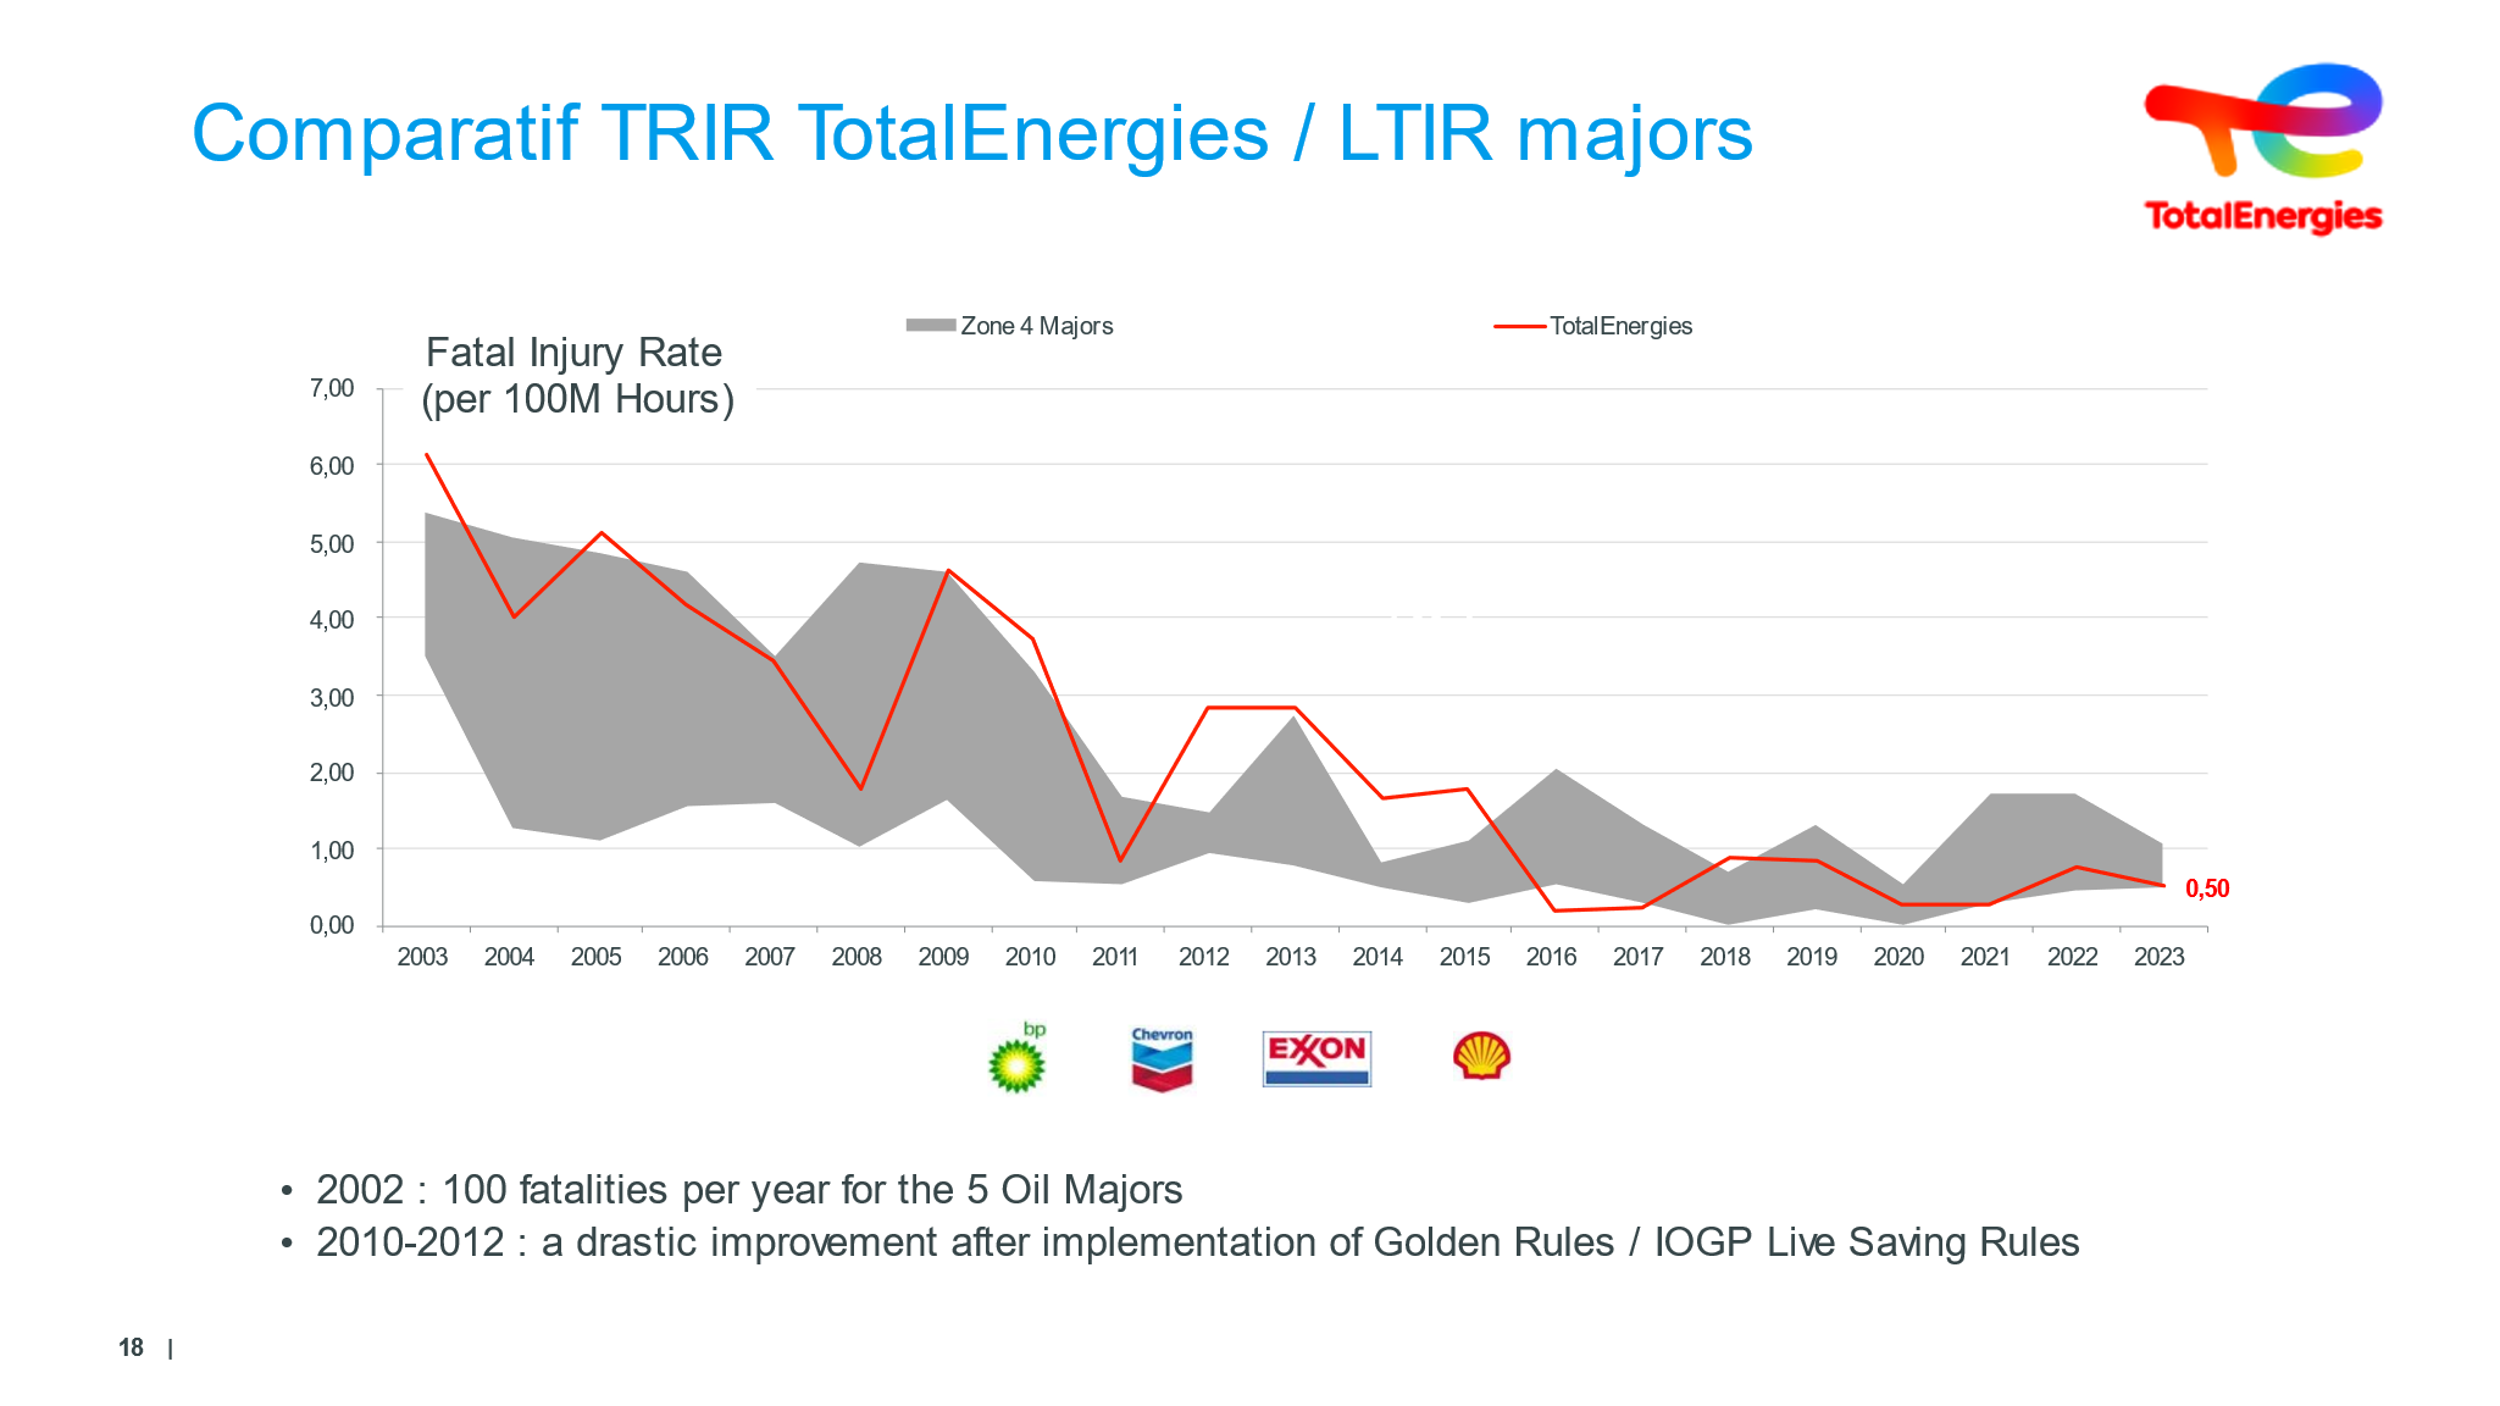 Comparatif TRIR TotalEnergies / LTIR majors
TotalEnergies
Zone 4 Majors
TotalEnergies
Fatal Injury Rate
(per 100M Hours)
7,00
6,00
5,00
4,00
3,00
2,00
1,00
0,00
0,50
2003 2004 2005 2006 2007 2008 2009 2010 2011 2012 2013 2014 2015 2016 2017 2018 2019 2020 2021 2022 2023
bp
Chevron
EXXON
• 2002 : 100 fatalities per year for the 5 Oil Majors
• 2010-2012 : a drastic improvement after implementation of Golden Rules / IOGP Live Saving Rules
18 |